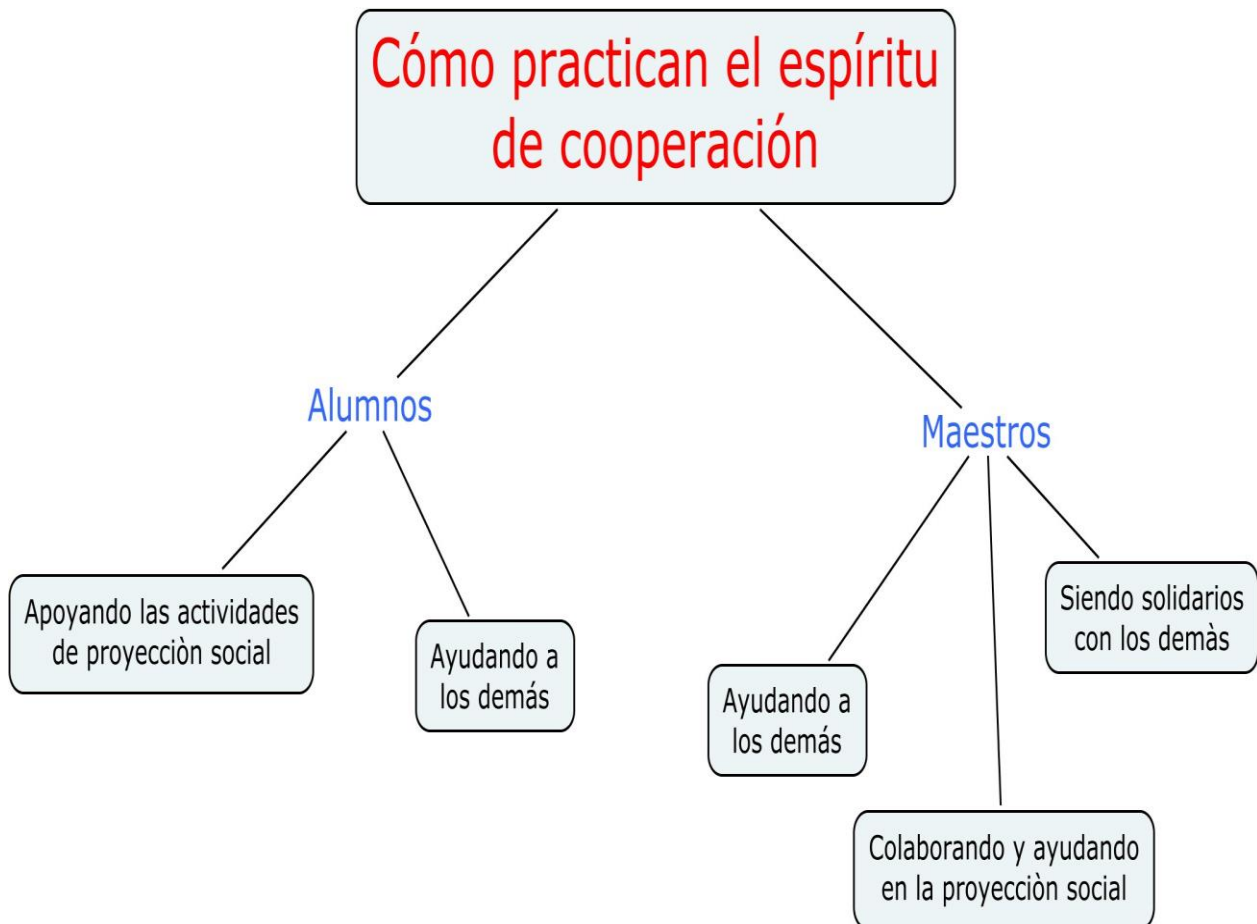 Cómo practican el espíritu
de cooperación
Alumnos
Maestros
Apoyando las actividades
de proyecciòn social
Ayudando a
los demás
Ayudando a
los demás
Colaborando y ayudando
en la proyecciòn social
Siendo solidarios
con los demàs